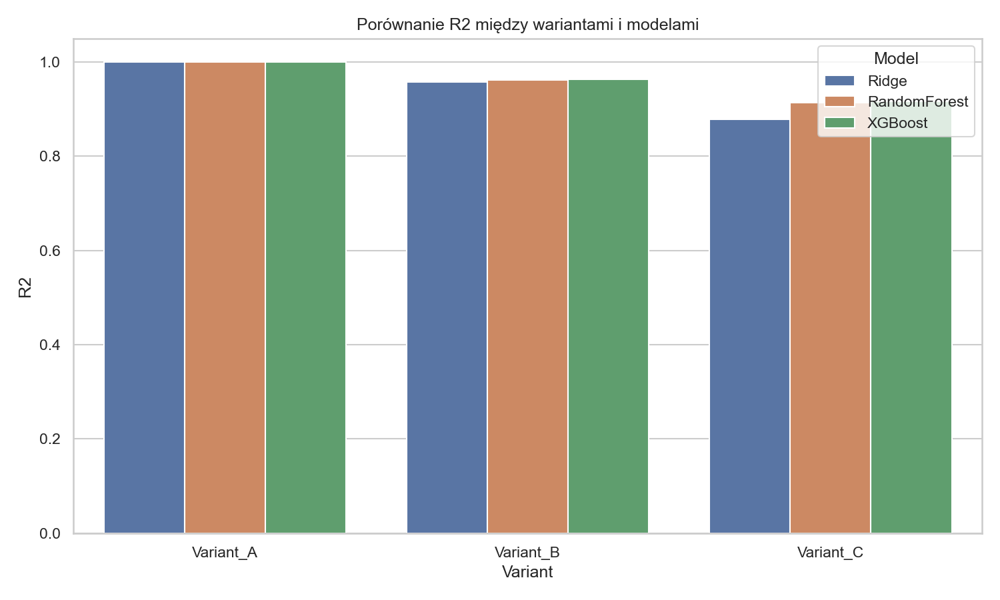 Porównanie R2 między wariantami i modelami
Model
Ridge
RandomForest
XGBoost
R2
1.0
0.8
0.6
0.4
0.2
0.0
Variant_A
Variant_B
Variant_C
Variant